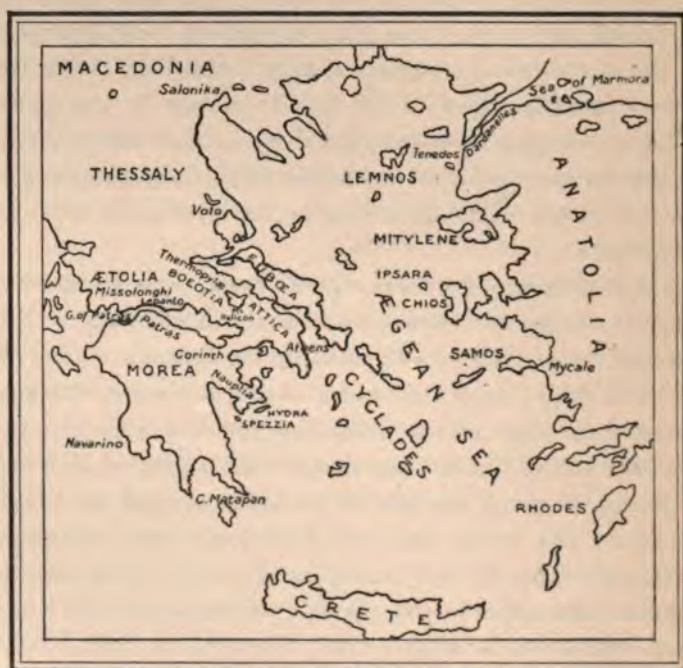 MACEDONIA
Salonika
Sea of Marmora
Dardanelles
Tenedos
THESSALY
LEMNOS
ANATOLIA
Volo
MITYLENE
Thermopylæ
EUBŒA
IPSARA
ÆTOLIA
BOEOTIA
CHIOS
Missolonghi
Lepanto
ATTICA
ÆGEAN SEA
Helicon
G. of Patras
Patras
Corinth
Athens
SAMOS
Mycale
MOREA
CYCLADES
Nauplia
HYDRA
SPEZZIA
Navarino
C. Matapan
RHODES
CRETE